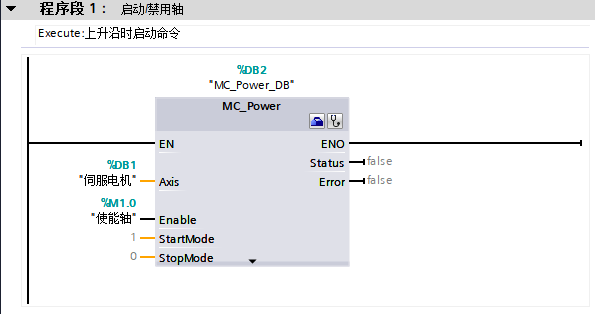 程序段 1： 启动/禁用轴
Execute:上升沿时启动命令
%DB2
"MC_Power_DB"
MC_Power
EN ENO
Status false
%DB1
"伺服电机" Axis Error false
%M1.0
"使能轴" Enable
1 StartMode
0 StopMode